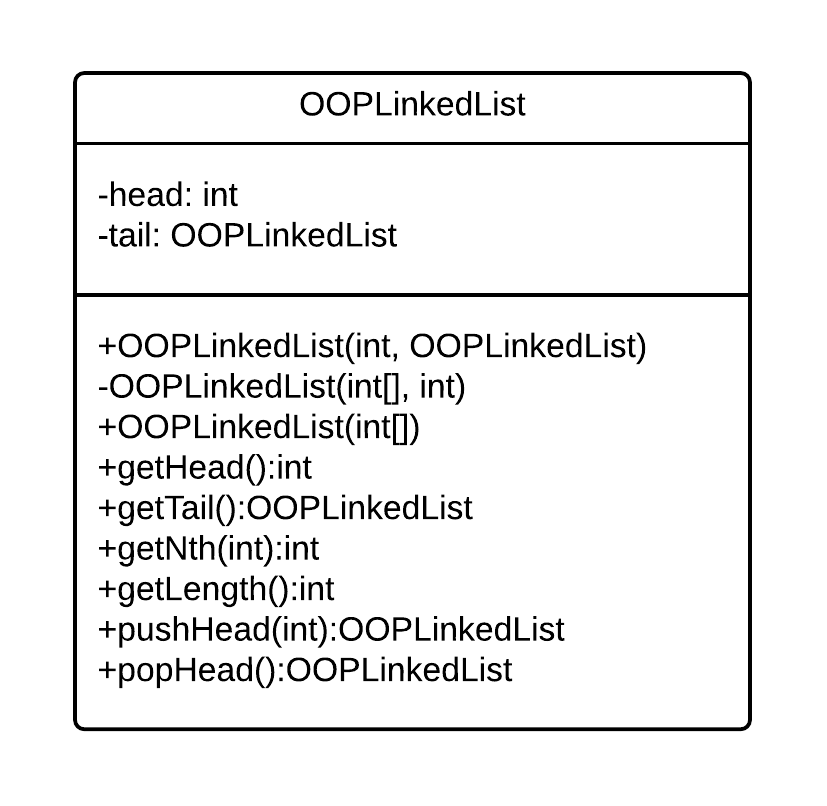 OOPLinkedList
-head: int
-tail: OOPLinkedList
+OOPLinkedList(int, OOPLinkedList)
-OOPLinkedList(int[], int)
+OOPLinkedList(int[])
+getHead():int
+getTail():OOPLinkedList
+getNth(int):int
+getLength():int
+pushHead(int):OOPLinkedList
+popHead():OOPLinkedList